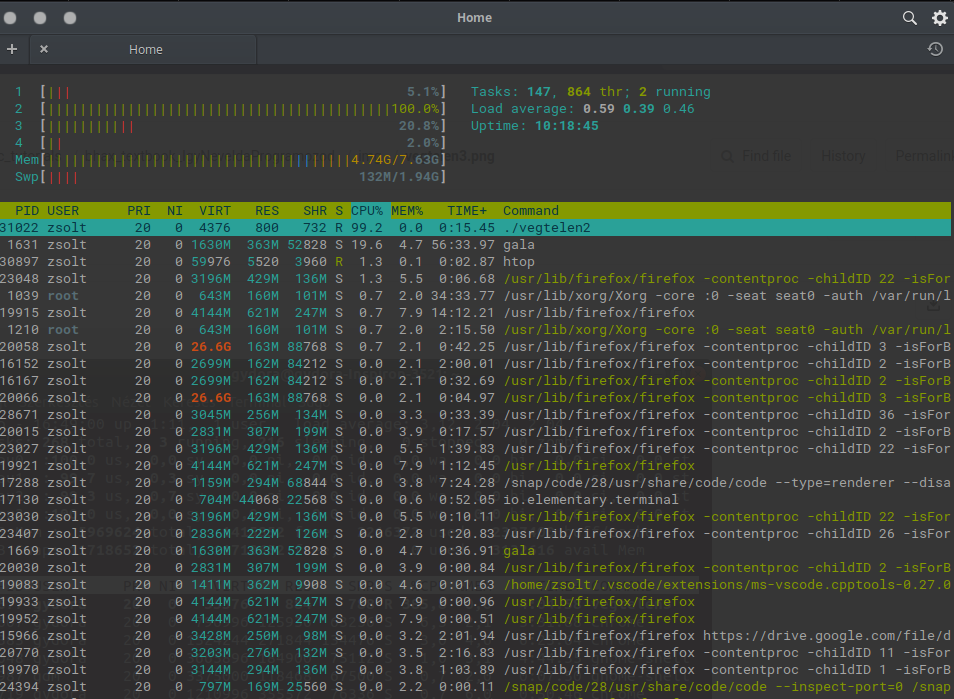 Home
+ × Home
1 [||| 5.1%] Tasks: 147, 864 thr; 2 running
2 [||||||||||||||||||||||||||||||||||||||||||||100.0%] Load average: 0.59 0.39 0.46
3 [||||||||||| 20.8%] Uptime: 10:18:45
4 [|| 2.0%]
Mem[||||||||||||||||||||||||||||||||||||||||4.74G/7.63G]
Swp[|||| 132M/1.94G]
Find file History Permalink
PID USER PRI NI VIRT RES SHR S CPU% MEM% TIME+ Command
31022 zsolt 20 0 4376 800 732 R 99.2 0.0 0:15.45 ./vegtelen2
1631 zsolt 20 0 1630M 363M 52828 S 19.6 4.7 56:33.97 gala
30897 zsolt 20 0 59976 5520 3960 R 1.3 0.1 0:02.87 htop
23048 zsolt 20 0 3196M 429M 136M S 1.3 5.5 0:06.68 /usr/lib/firefox/firefox -contentproc -childID 22 -isFor
1039 root 20 0 643M 160M 101M S 0.7 2.0 34:33.77 /usr/lib/xorg/Xorg -core :0 -seat seat0 -auth /var/run/l
19915 zsolt 20 0 4144M 621M 247M S 0.7 7.9 14:12.21 /usr/lib/firefox/firefox
1210 root 20 0 643M 160M 101M S 0.7 2.0 2:15.50 /usr/lib/xorg/Xorg -core :0 -seat seat0 -auth /var/run/l
20058 zsolt 20 0 26.6G 163M 88768 S 0.7 2.1 0:42.25 /usr/lib/firefox/firefox -contentproc -childID 3 -isForB
16152 zsolt 20 0 2699M 162M 84212 S 0.0 2.1 2:00.01 /usr/lib/firefox/firefox -contentproc -childID 2 -isForB
16167 zsolt 20 0 2699M 162M 84212 S 0.0 2.1 0:32.69 /usr/lib/firefox/firefox -contentproc -childID 2 -isForB
20066 zsolt 20 0 26.6G 163M 88768 S 0.0 2.1 0:04.97 /usr/lib/firefox/firefox -contentproc -childID 3 -isForB
28671 zsolt 20 0 3045M 256M 134M S 0.0 3.3 0:33.39 /usr/lib/firefox/firefox -contentproc -childID 36 -isFor
20015 zsolt 20 0 2831M 307M 199M S 0.0 3.9 0:17.57 /usr/lib/firefox/firefox -contentproc -childID 2 -isForB
23027 zsolt 20 0 3196M 429M 136M S 0.0 5.5 1:39.83 /usr/lib/firefox/firefox -contentproc -childID 22 -isFor
19921 zsolt 20 0 4144M 621M 247M S 0.0 7.9 1:12.45 /usr/lib/firefox/firefox
17288 zsolt 20 0 1159M 294M 68844 S 0.0 3.8 7:24.28 /snap/code/28/usr/share/code/code --type=renderer --disa
17130 zsolt 20 0 704M 44068 22568 S 0.0 0.6 0:52.05 io.elementary.terminal
23030 zsolt 20 0 3196M 429M 136M S 0.0 5.5 0:10.11 /usr/lib/firefox/firefox -contentproc -childID 22 -isFor
23407 zsolt 20 0 2836M 222M 126M S 0.0 2.8 1:20.83 /usr/lib/firefox/firefox -contentproc -childID 26 -isFor
1669 zsolt 20 0 1630M 363M 52828 S 0.0 4.7 0:36.91 gala
20030 zsolt 20 0 2831M 307M 199M S 0.0 3.9 0:00.84 /usr/lib/firefox/firefox -contentproc -childID 2 -isForB
19083 zsolt 20 0 1411M 362M 9908 S 0.0 4.6 0:01.63 /home/zsolt/.vscode/extensions/ms-vscode.cpptools-0.27.0
19933 zsolt 20 0 4144M 621M 247M S 0.0 7.9 0:00.96 /usr/lib/firefox/firefox
19952 zsolt 20 0 4144M 621M 247M S 0.0 7.9 0:00.51 /usr/lib/firefox/firefox
15966 zsolt 20 0 3428M 250M 98M S 0.0 3.2 2:01.94 /usr/lib/firefox/firefox https://drive.google.com/file/d
20770 zsolt 20 0 3203M 276M 132M S 0.0 3.5 2:16.83 /usr/lib/firefox/firefox -contentproc -childID 11 -isFor
19970 zsolt 20 0 3144M 294M 136M S 0.0 3.8 1:03.89 /usr/lib/firefox/firefox -contentproc -childID 1 -isForB
24394 zsolt 20 0 797M 169M 25560 S 0.0 2.2 0:00.11 /snap/code/28/usr/share/code/code --inspect-port=0 /snap